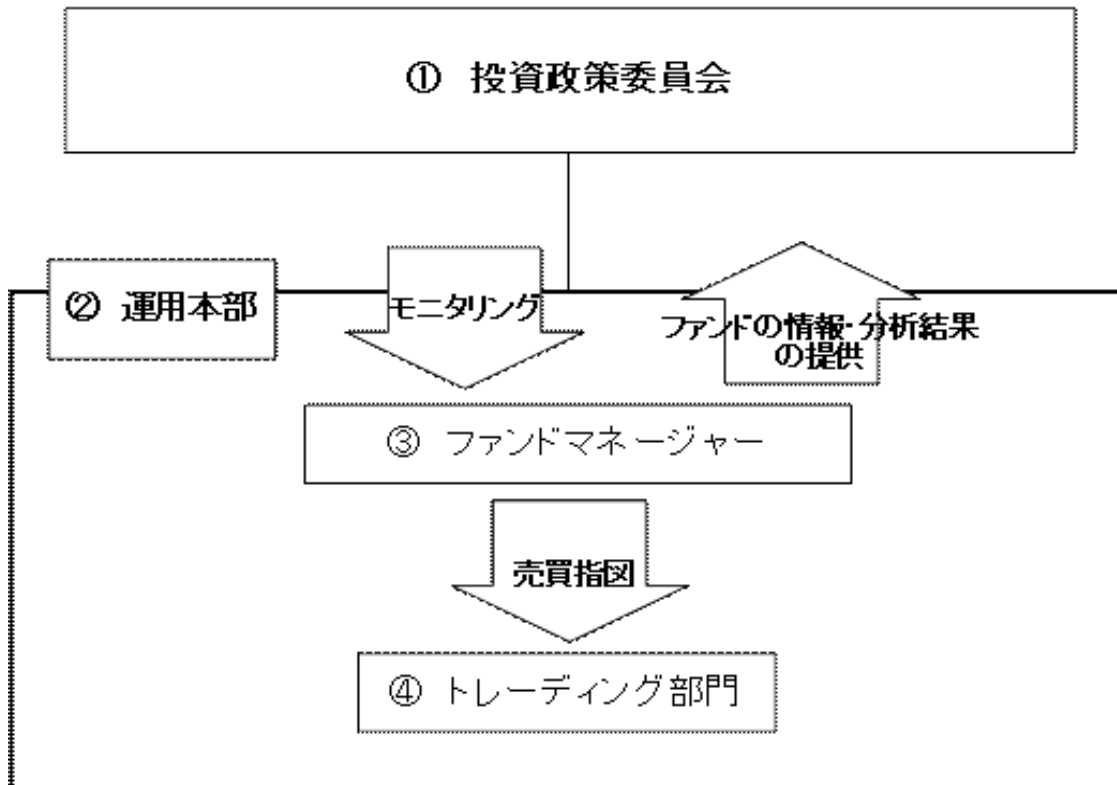 ① 投資政策委員会
② 運用本部
モニタリング
ファンドの情報・分析結果
の提供
③ ファンドマネージャー
売買指図
④ トレーディング部門